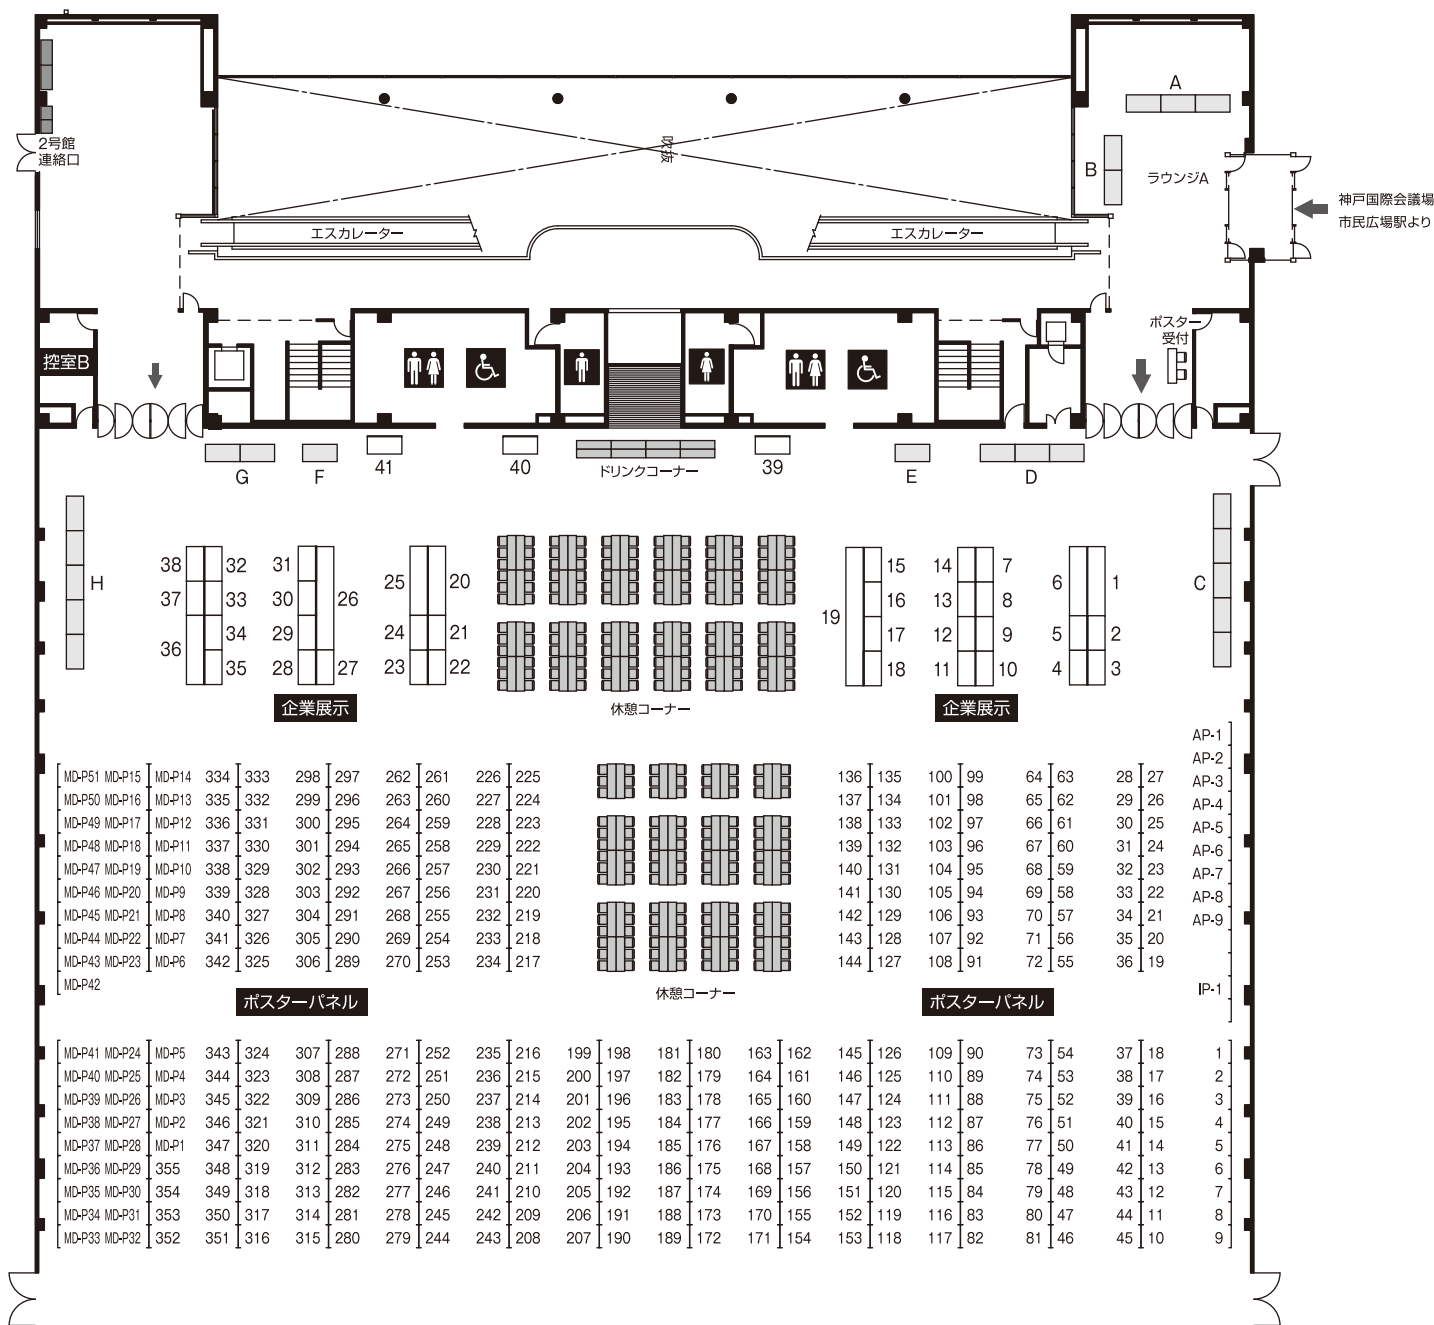 A
2号館
連絡口
吹抜
B
ラウンジA
神戸国際会議場
市民広場駅より
エスカレーター
エスカレーター
控室B
ポスター
受付
G
F
41
40
ドリンクコーナー
39
E
D
H
C
38 32 31 26 25 20 15 14 7 6 1
37 33 30 19 16 13 8
36 34 29 24 21 17 12 9 5 2
35 28 27 23 22 18 11 10 4 3
企業展示
休憩コーナー
企業展示
AP-1
AP-2
AP-3
AP-4
AP-5
AP-6
AP-7
AP-8
AP-9
IP-1
MD-P51 MD-P15 MD-P14 334 333 298 297 262 261 226 225 136 135 100 99 64 63 28 27
MD-P50 MD-P16 MD-P13 335 332 299 296 263 260 227 224 137 134 101 98 65 62 29 26
MD-P49 MD-P17 MD-P12 336 331 300 295 264 259 228 223 138 133 102 97 66 61 30 25
MD-P48 MD-P18 MD-P11 337 330 301 294 265 258 229 222 139 132 103 96 67 60 31 24
MD-P47 MD-P19 MD-P10 338 329 302 293 266 257 230 221 140 131 104 95 68 59 32 23
MD-P46 MD-P20 MD-P9 339 328 303 292 267 256 231 220 141 130 105 94 69 58 33 22
MD-P45 MD-P21 MD-P8 340 327 304 291 268 255 232 219 142 129 106 93 70 57 34 21
MD-P44 MD-P22 MD-P7 341 326 305 290 269 254 233 218 143 128 107 92 71 56 35 20
MD-P43 MD-P23 MD-P6 342 325 306 289 270 253 234 217 144 127 108 91 72 55 36 19
MD-P42
ポスターパネル
休憩コーナー
ポスターパネル
MD-P41 MD-P24 MD-P5 343 324 307 288 271 252 235 216 199 198 181 180 163 162 145 126 109 90 73 54 37 18 1
MD-P40 MD-P25 MD-P4 344 323 308 287 272 251 236 215 200 197 182 179 164 161 146 125 110 89 74 53 38 17 2
MD-P39 MD-P26 MD-P3 345 322 309 286 273 250 237 214 201 196 183 178 165 160 147 124 111 88 75 52 39 16 3
MD-P38 MD-P27 MD-P2 346 321 310 285 274 249 238 213 202 195 184 177 166 159 148 123 112 87 76 51 40 15 4
MD-P37 MD-P28 MD-P1 347 320 311 284 275 248 239 212 203 194 185 176 167 158 149 122 113 86 77 50 41 14 5
MD-P36 MD-P29 355 348 319 312 283 276 247 240 211 204 193 186 175 168 157 150 121 114 85 78 49 42 13 6
MD-P35 MD-P30 354 349 318 313 282 277 246 241 210 205 192 187 174 169 156 151 120 115 84 79 48 43 12 7
MD-P34 MD-P31 353 350 317 314 281 278 245 242 209 206 191 188 173 170 155 152 119 116 83 80 47 44 11 8
MD-P33 MD-P32 352 351 316 315 280 279 244 243 208 207 190 189 172 171 154 153 118 117 82 81 46 45 10 9